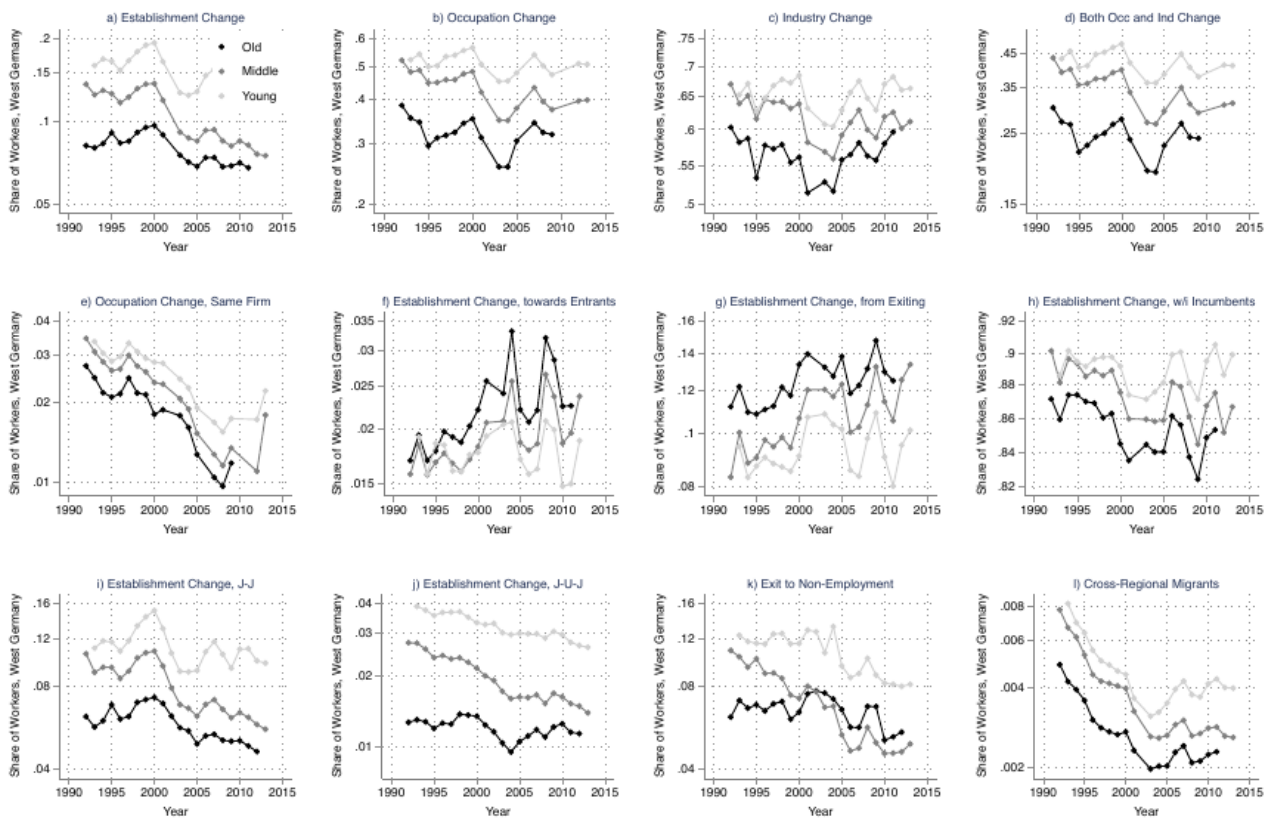 a) Establishment Change
Share of Workers, West Germany
.2
.15
.1
.05
1990 1995 2000 2005 2010 2015
Year
Old
Middle
Young
b) Occupation Change
Share of Workers, West Germany
.6
.5
.4
.3
.2
1990 1995 2000 2005 2010 2015
Year
c) Industry Change
Share of Workers, West Germany
.75
.7
.65
.6
.55
.5
1990 1995 2000 2005 2010 2015
Year
d) Both Occ and Ind Change
Share of Workers, West Germany
.45
.35
.25
.15
1990 1995 2000 2005 2010 2015
Year
e) Occupation Change, Same Firm
Share of Workers, West Germany
.04
.03
.02
.01
1990 1995 2000 2005 2010 2015
Year
f) Establishment Change, towards Entrants
Share of Workers, West Germany
.035
.03
.025
.02
.015
1990 1995 2000 2005 2010 2015
Year
g) Establishment Change, from Exiting
Share of Workers, West Germany
.16
.14
.12
.1
.08
1990 1995 2000 2005 2010 2015
Year
h) Establishment Change, w/i Incumbents
Share of Workers, West Germany
.92
.9
.88
.86
.84
.82
1990 1995 2000 2005 2010 2015
Year
i) Establishment Change, J-J
Share of Workers, West Germany
.16
.12
.08
.04
1990 1995 2000 2005 2010 2015
Year
j) Establishment Change, J-U-J
Share of Workers, West Germany
.04
.03
.02
.01
1990 1995 2000 2005 2010 2015
Year
k) Exit to Non-Employment
Share of Workers, West Germany
.16
.12
.08
.04
1990 1995 2000 2005 2010 2015
Year
l) Cross-Regional Migrants
Share of Workers, West Germany
.008
.006
.004
.002
1990 1995 2000 2005 2010 2015
Year